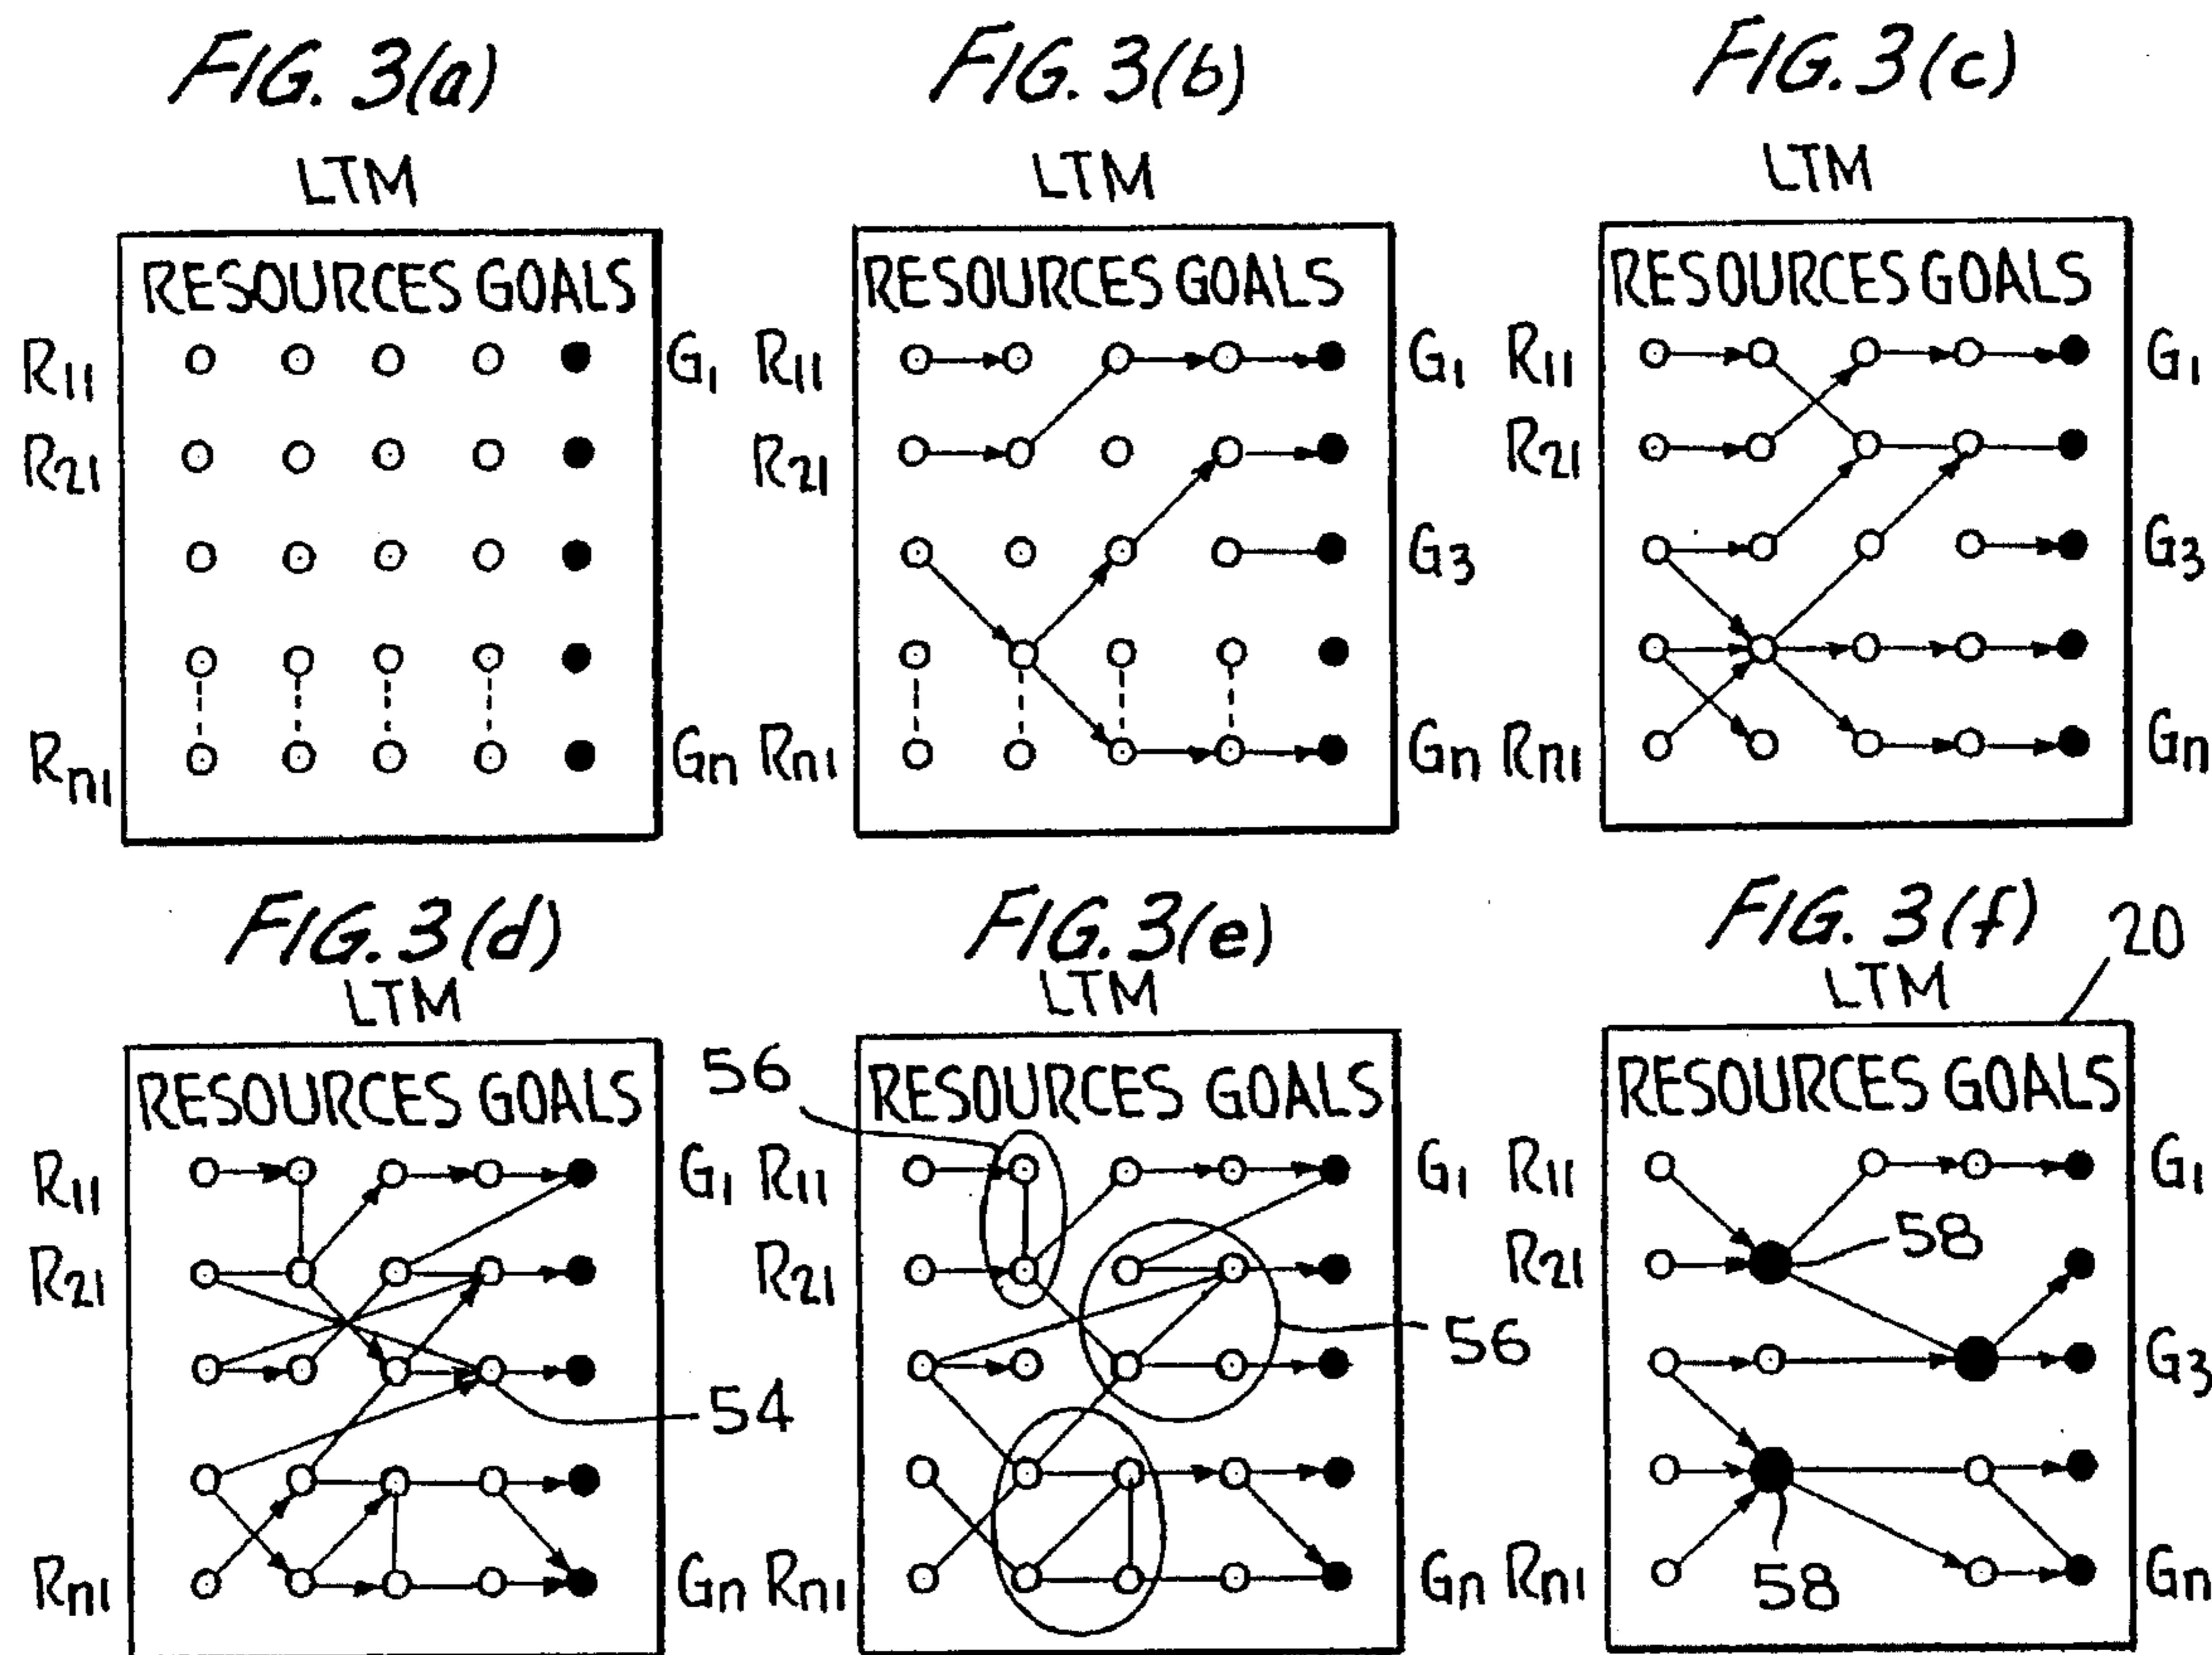 FIG. 3(a)
LTM
RESOURCES GOALS
R11 G1
R21
Rn1 Gn
FIG. 3(b)
LTM
RESOURCES GOALS
R11 G1
R21
G3
Rn1 Gn
FIG. 3(c)
LTM
RESOURCES GOALS
R11 G1
R21
G3
Rn1 Gn
FIG. 3(d)
LTM
RESOURCES GOALS
R11 G1
R21
54
Rn1 Gn
FIG. 3(e)
LTM
56
RESOURCES GOALS
R11 G1
R21
56
Rn1 Gn
FIG. 3(f)
20
LTM
RESOURCES GOALS
R11 G1
58
R21
G3
Rn1 Gn
58